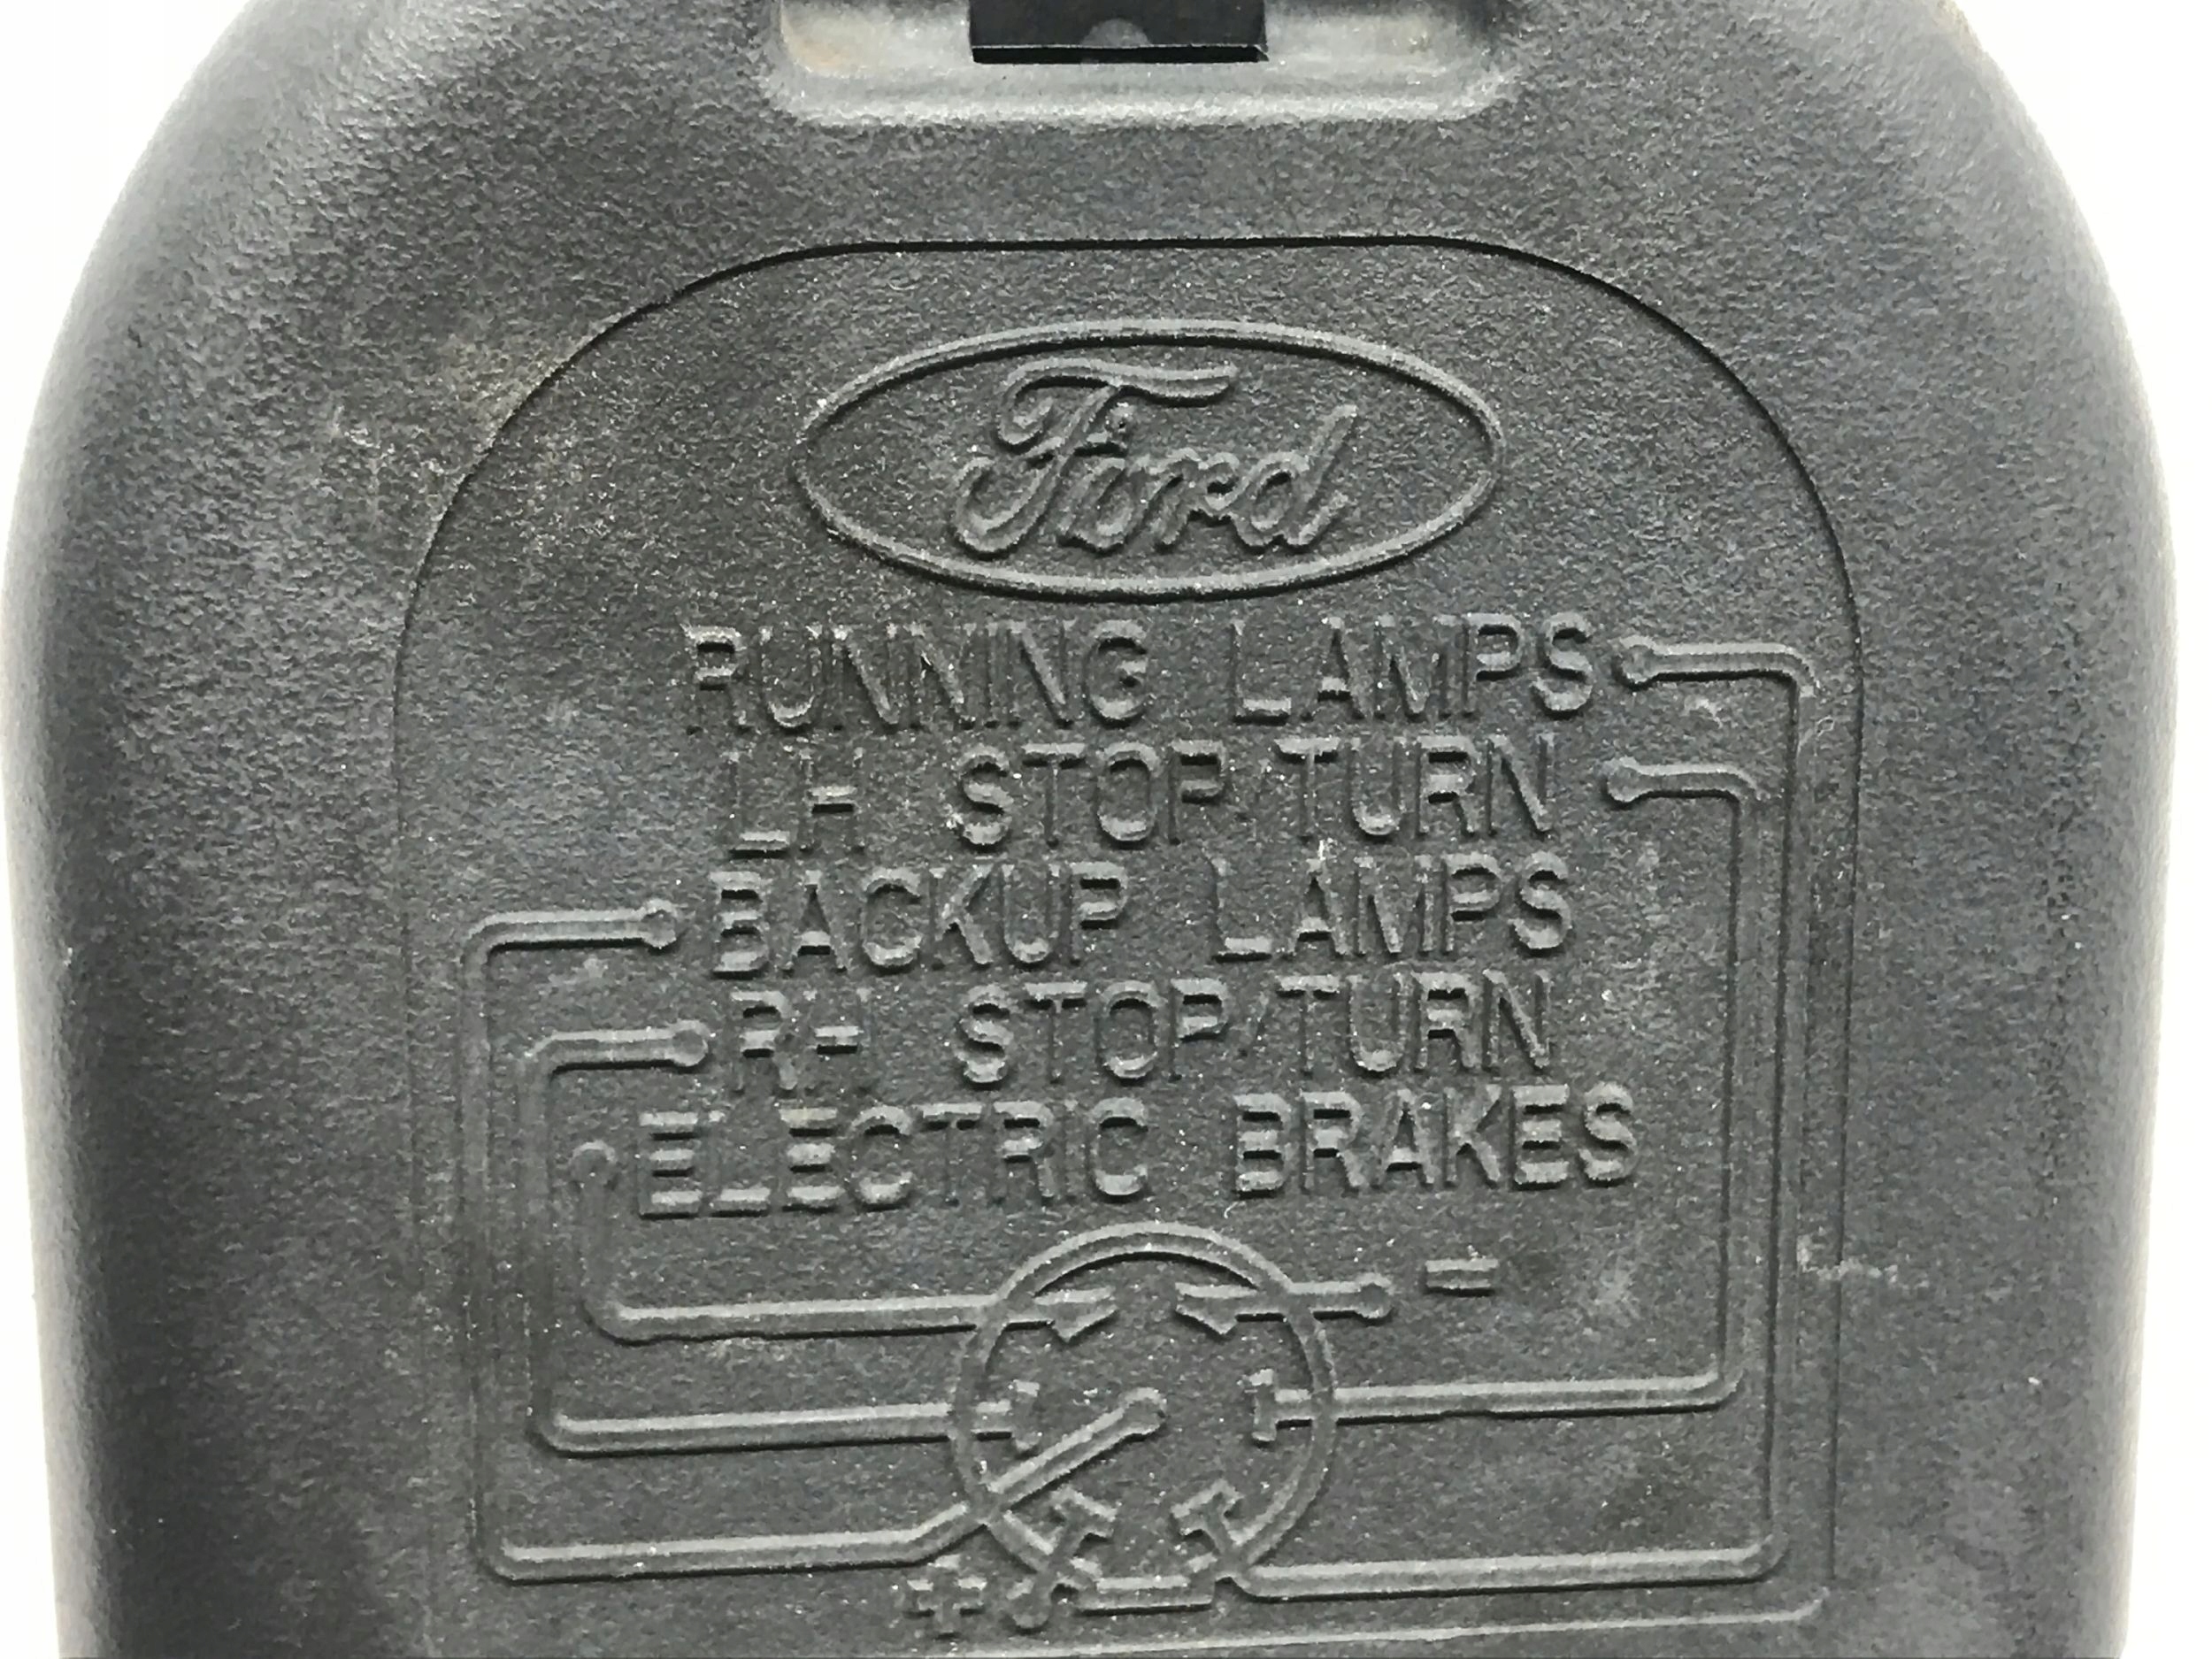 Ford
RUNNING LAMPS
LH STOP/TURN
BACKUP LAMPS
RH STOP/TURN
ELECTRIC BRAKES
=
+